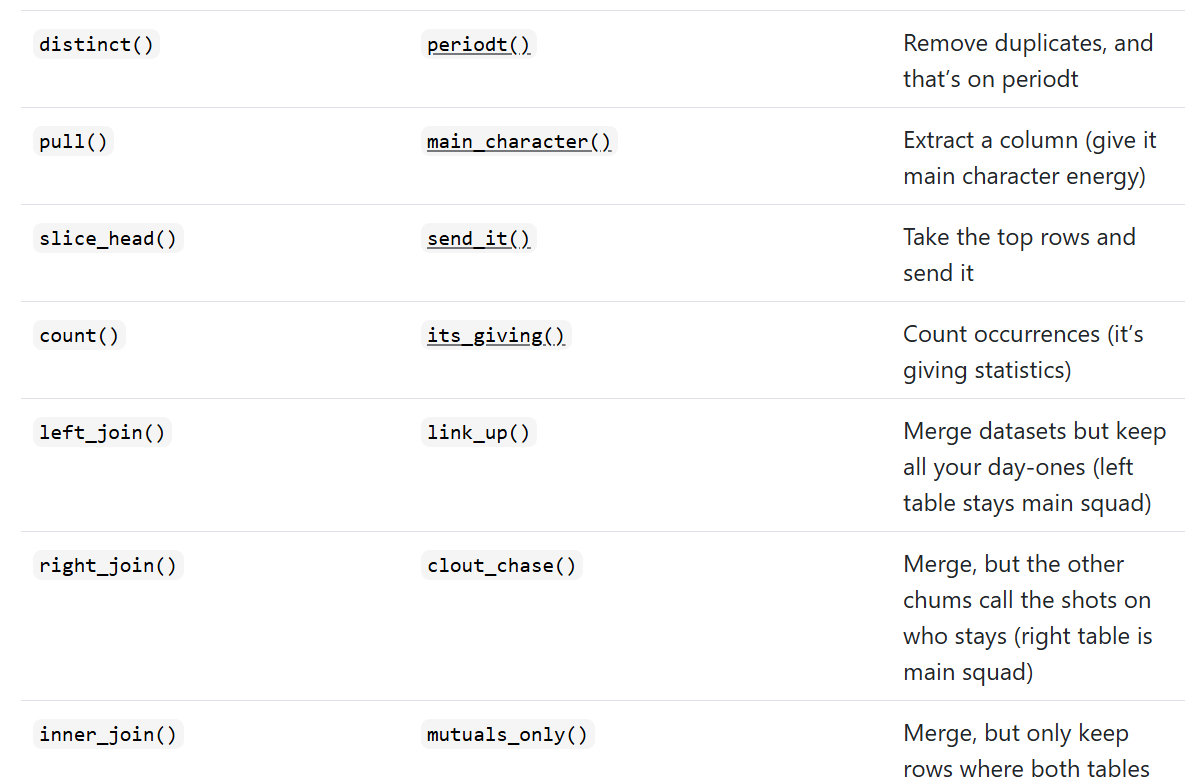 distinct() periodt() Remove duplicates, and
that’s on periodt
pull() main_character() Extract a column (give it
main character energy)
slice_head() send_it() Take the top rows and
send it
count() its_giving() Count occurrences (it’s
giving statistics)
left_join() link_up() Merge datasets but keep
all your day-ones (left
table stays main squad)
right_join() clout_chase() Merge, but the other
chums call the shots on
who stays (right table is
main squad)
inner_join() mutuals_only() Merge, but only keep
rows where both tables